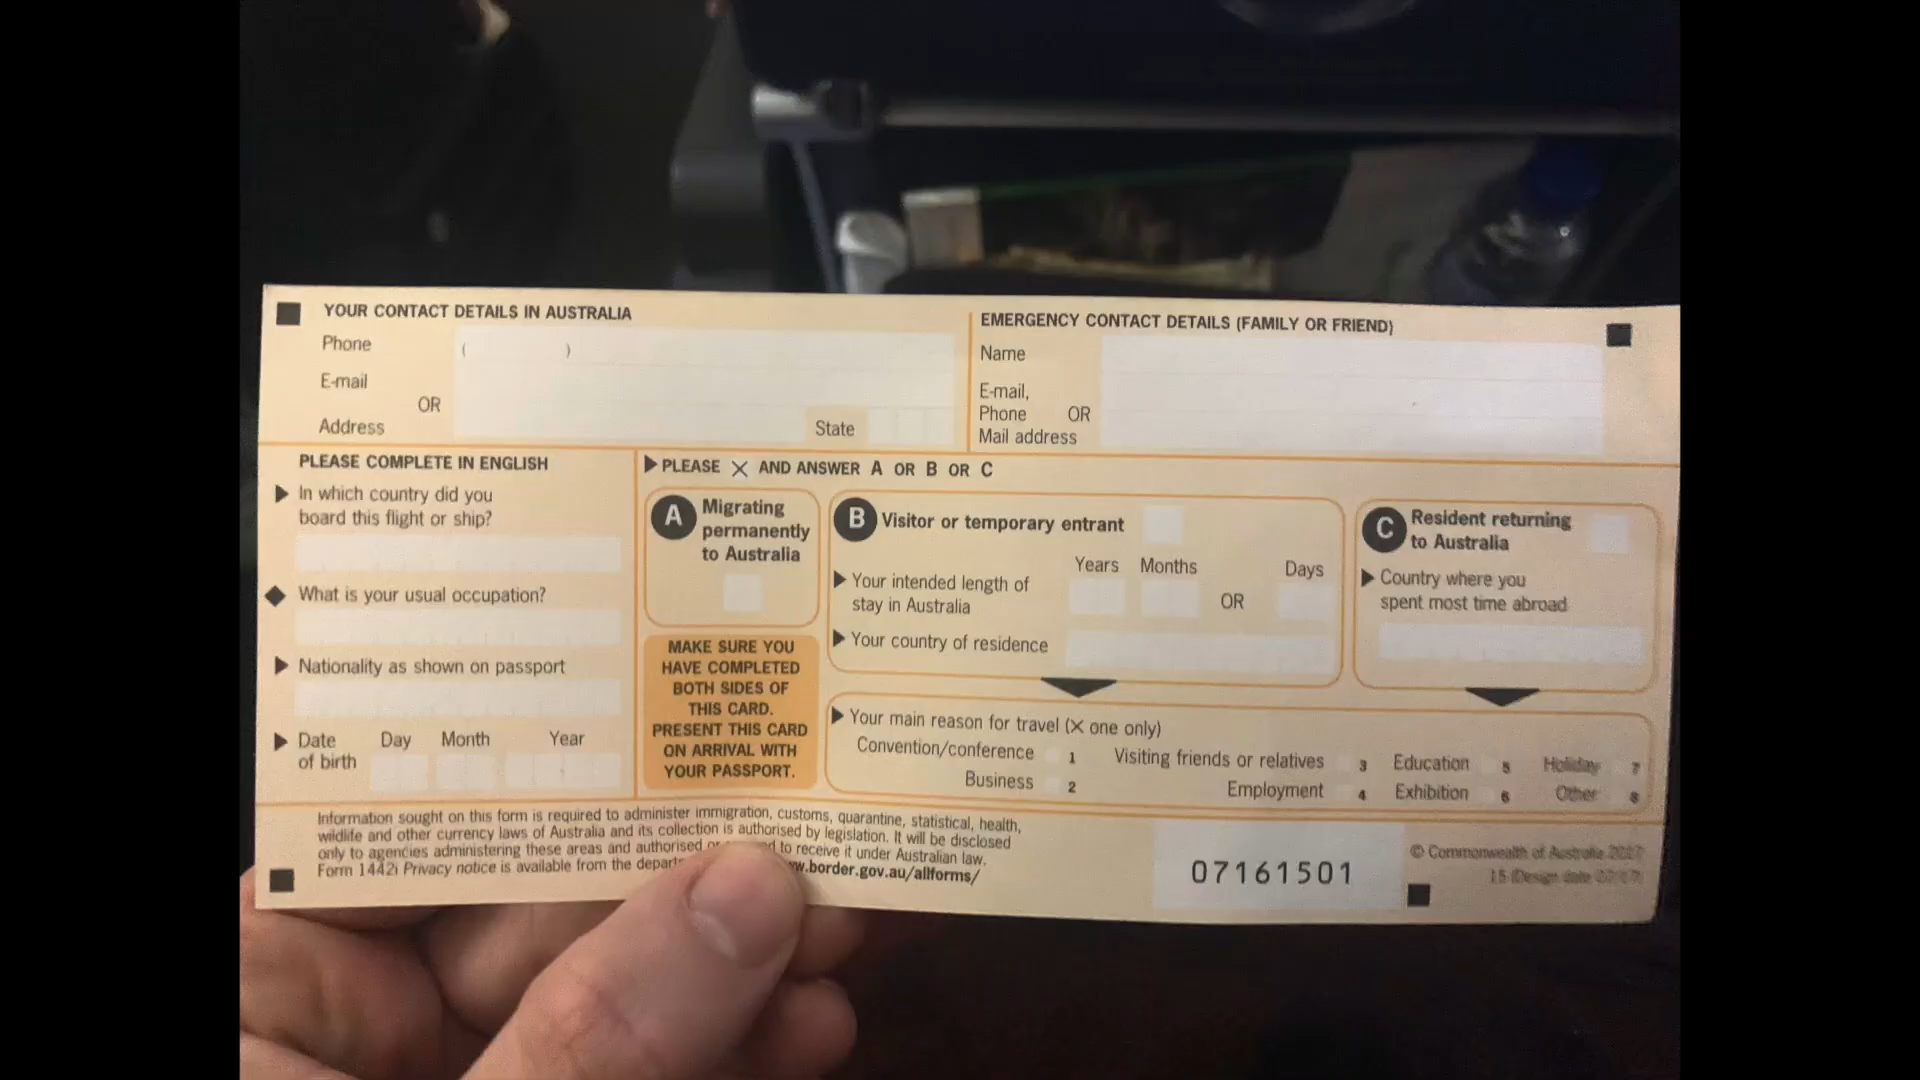 YOUR CONTACT DETAILS IN AUSTRALIA
Phone ( )
E-mail
OR
Address
State
EMERGENCY CONTACT DETAILS (FAMILY OR FRIEND)
Name
E-mail,
Phone OR
Mail address
PLEASE COMPLETE IN ENGLISH
In which country did you
board this flight or ship?
What is your usual occupation?
Nationality as shown on passport
Date Day Month Year
of birth
PLEASE X AND ANSWER A OR B OR C
A Migrating
permanently
to Australia
MAKE SURE YOU
HAVE COMPLETED
BOTH SIDES OF
THIS CARD.
PRESENT THIS CARD
ON ARRIVAL WITH
YOUR PASSPORT.
B Visitor or temporary entrant
Years Months Days
Your intended length of
stay in Australia
OR
Your country of residence
C Resident returning
to Australia
Country where you
spent most time abroad
Your main reason for travel (X one only)
Convention/conference 1 Visiting friends or relatives 3 Education 5 Holiday 7
Business 2 Employment 4 Exhibition 6 Other 8
Information sought on this form is required to administer immigration, customs, quarantine, statistical, health,
wildlife and other currency laws of Australia and its collection is authorised by legislation. It will be disclosed
only to agencies administering these areas and authorised or to receive it under Australian law.
Form 1442i Privacy notice is available from the w.border.gov.au/allforms/
07161501
© Commonwealth of Australia 2017
15 (Design date